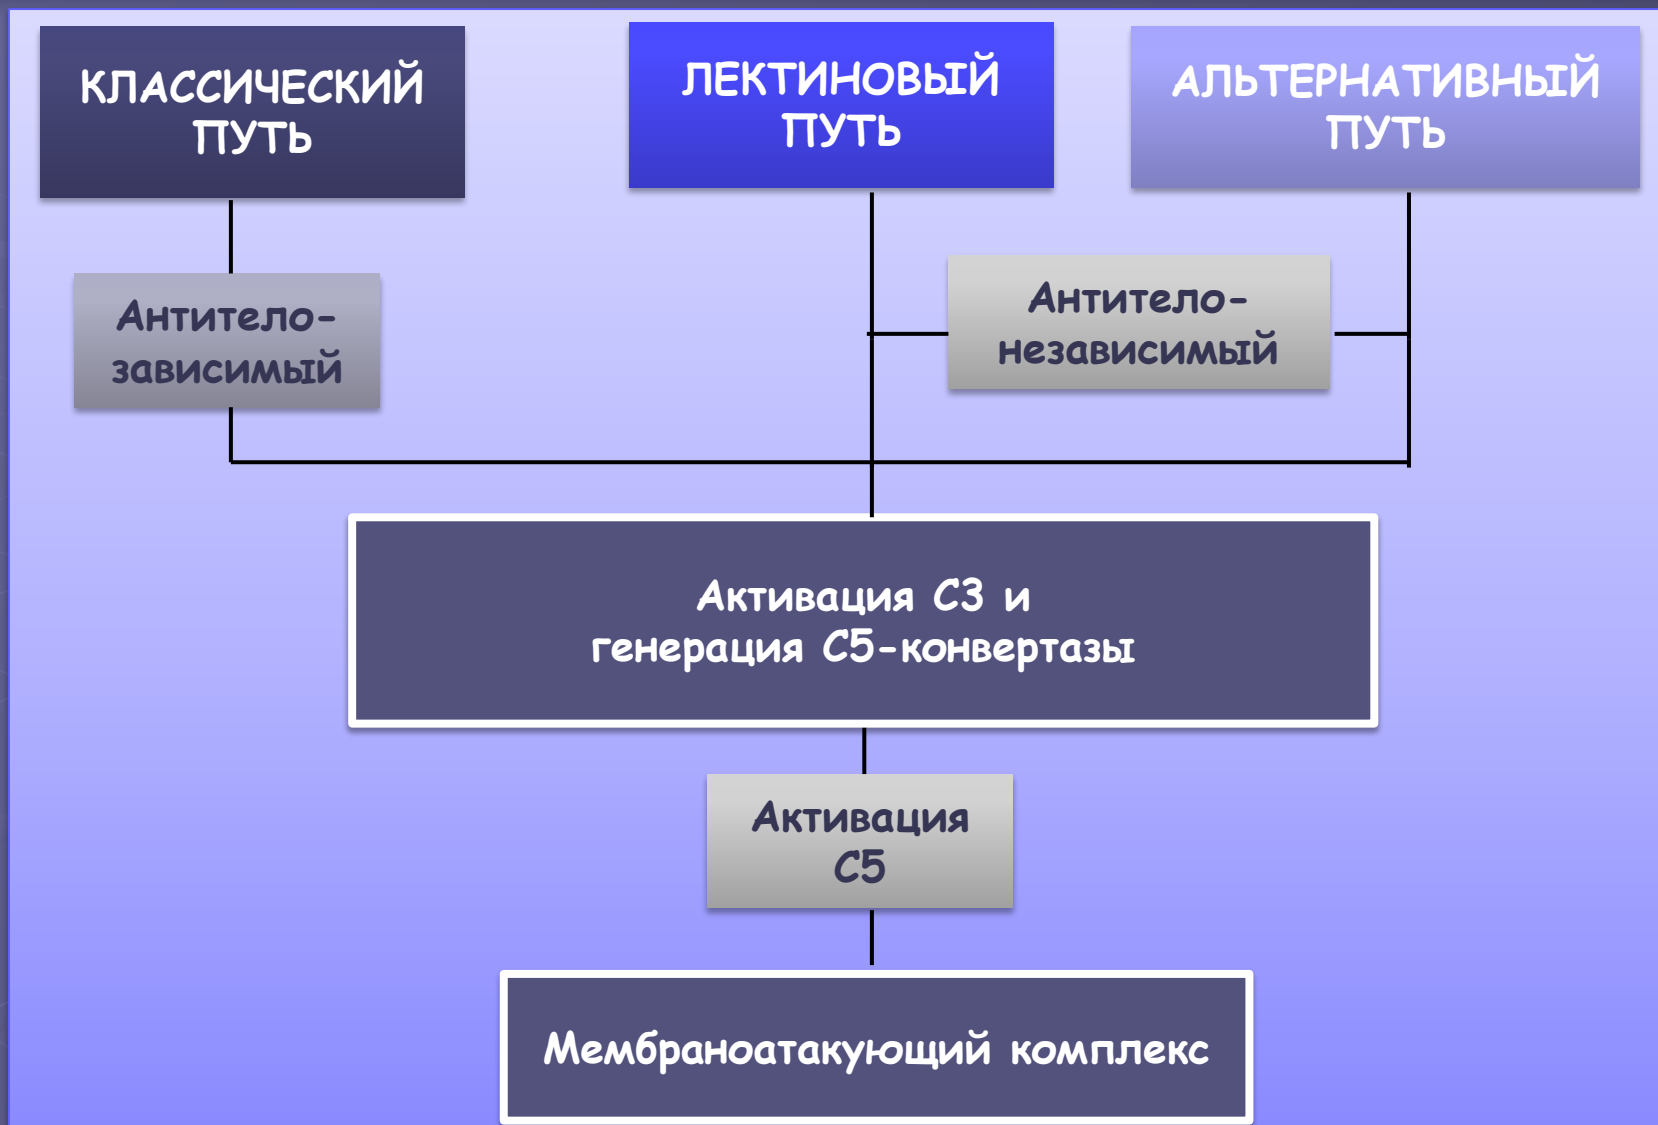 КЛАССИЧЕСКИЙ
ПУТЬ
ЛЕКТИНОВЫЙ
ПУТЬ
АЛЬТЕРНАТИВНЫЙ
ПУТЬ
Антитело-
зависимый
Антитело-
независимый
Активация С3 и
генерация С5-конвертазы
Активация
С5
Мембраноатакующий комплекс